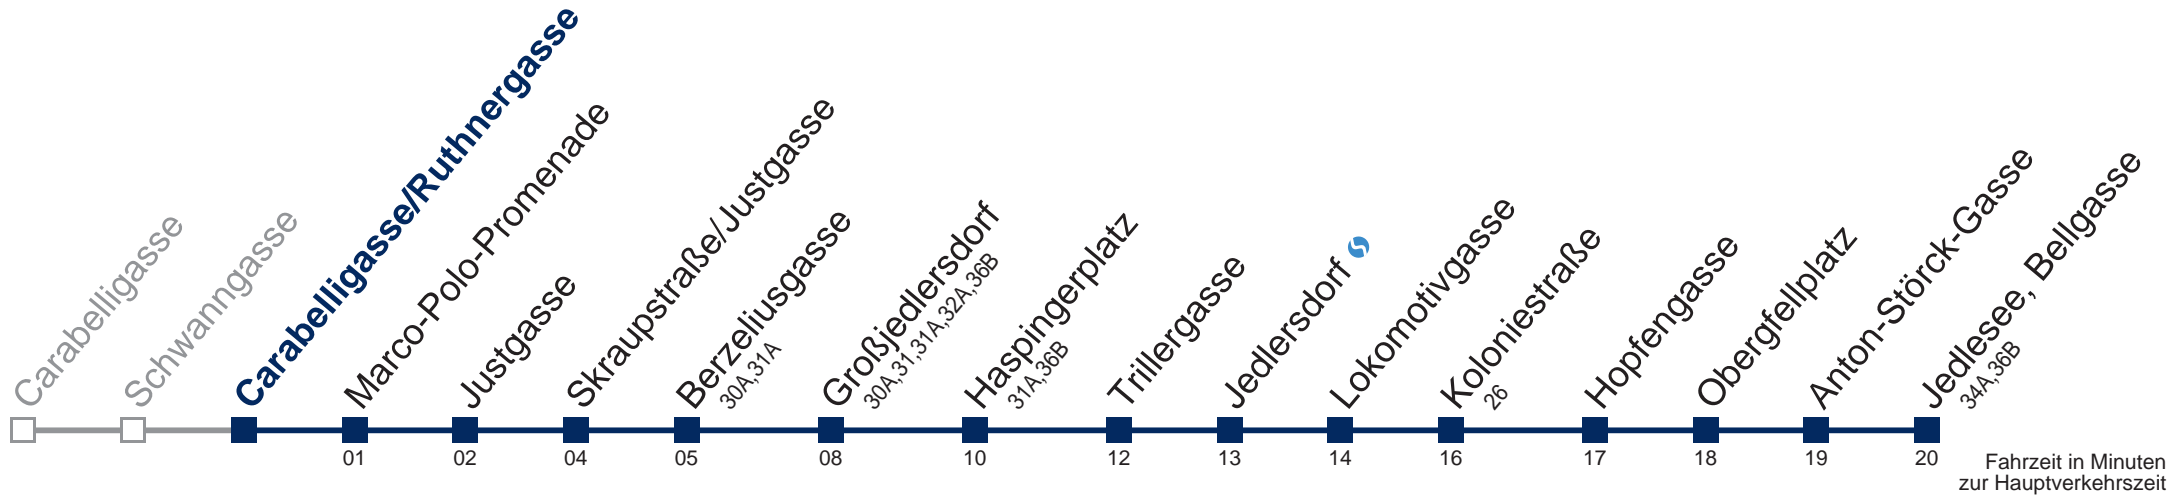 Carabelligasse
Schwanngasse
Carabelligasse/Ruthnergasse
Marco-Polo-Promenade
Justgasse
Skraupstraße/Justgasse
Berzeliusgasse
30A,31A
Großjedlersdorf
30A,31,31A,32A,36B
Haspingerplatz
31A,36B
Trillergasse
Jedlersdorf
Lokomotivgasse
Koloniestraße
26
Hopfengasse
Obergfellplatz
Anton-Störck-Gasse
Jedlesee, Bellgasse
34A,36B
01 02 04 05 08 10 12 13 14 16 17 18 19 20
Fahrzeit in Minuten
zur Hauptverkehrszeit